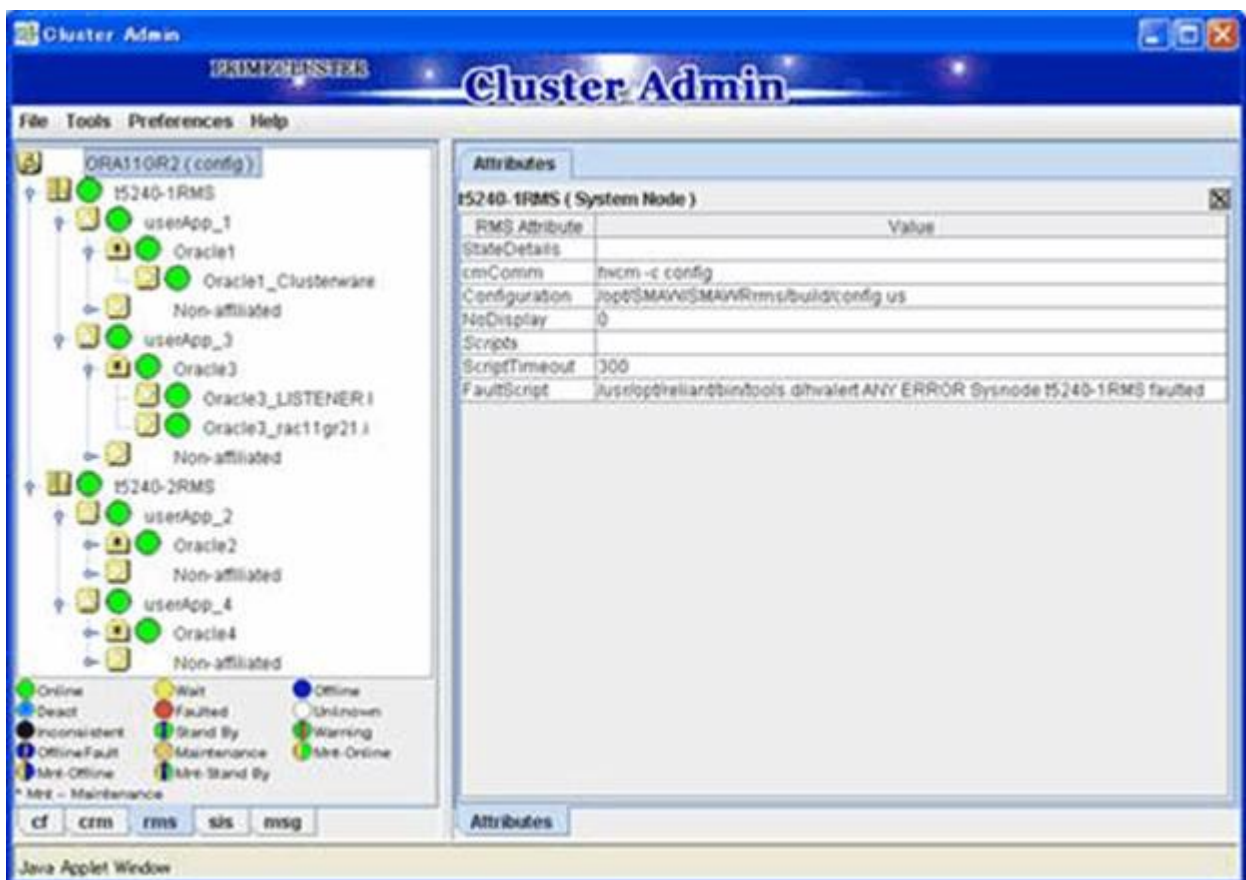 Cluster Admin
PRIMECLUSTER
Cluster Admin
File Tools Preferences Help
ORA11GR2 ( config )
t5240-1RMS
userApp_1
Oracle1
Oracle1_Clusterware
Non-affiliated
userApp_3
Oracle3
Oracle3_LISTENER
Oracle3_rac11gr21
Non-affiliated
t5240-2RMS
userApp_2
Oracle2
Non-affiliated
userApp_4
Oracle4
Non-affiliated
Online Wait Offline
Deact Faulted Unknown
Inconsistent Stand By Warning
OfflineFault Maintenance Mnt-Online
Mnt-Offline Mnt-Stand By
* Mnt - Maintenance
cf crm rms sis msg
Attributes
t5240-1RMS ( System Node )
RMS Attribute Value
StateDetails
cmComm hvcm -c config
Configuration /opt/SMAW/SMAWRrms/build/config.us
NoDisplay 0
Scripts
ScriptTimeout 300
FaultScript /usr/opt/reliant/bin/tools.d/hvalert ANY ERROR Sysnode t5240-1RMS faulted
Attributes
Java Applet Window